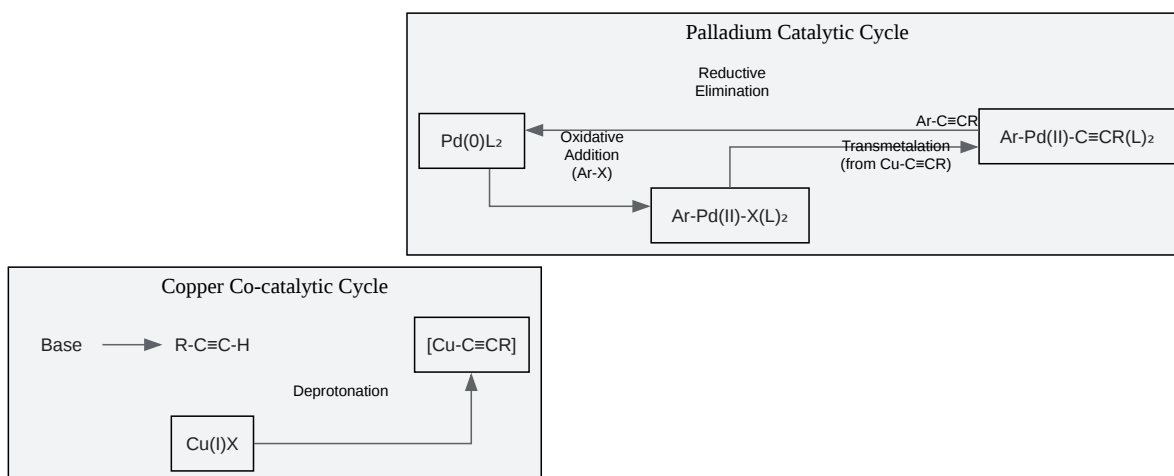 Palladium Catalytic Cycle
Reductive
Elimination
Pd(0)L₂
Oxidative
Addition
(Ar-X)
Ar-C≡CR
Transmetalation
(from Cu-C≡CR)
Ar-Pd(II)-C≡CR(L)₂
Ar-Pd(II)-X(L)₂
Copper Co-catalytic Cycle
Base
R-C≡C-H
[Cu-C≡CR]
Deprotonation
Cu(I)X